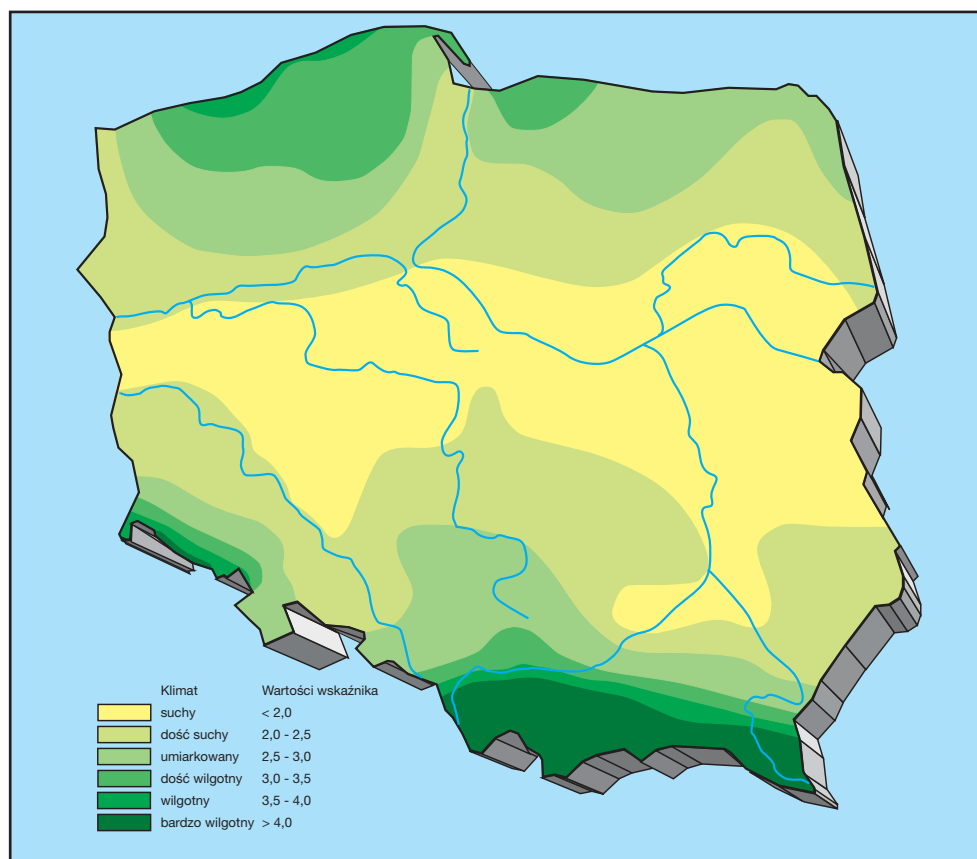 Klimat Wartości wskaźnika
suchy < 2,0
dość suchy 2,0 - 2,5
umiarkowany 2,5 - 3,0
dość wilgotny 3,0 - 3,5
wilgotny 3,5 - 4,0
bardzo wilgotny > 4,0